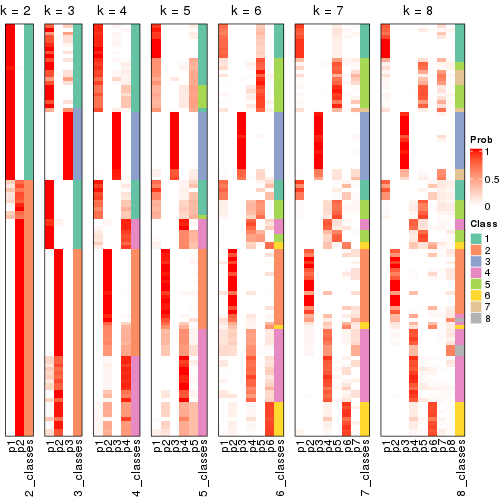 k = 2 k = 3 k = 4 k = 5 k = 6 k = 7 k = 8
Prob
1
0.5
0
Class
1
2
3
4
5
6
7
8
p1
p2
2_classes
p1
p2
p3
3_classes
p1
p2
p3
p4
4_classes
p1
p2
p3
p4
p5
5_classes
p1
p2
p3
p4
p5
p6
6_classes
p1
p2
p3
p4
p5
p6
p7
7_classes
p1
p2
p3
p4
p5
p6
p7
p8
8_classes